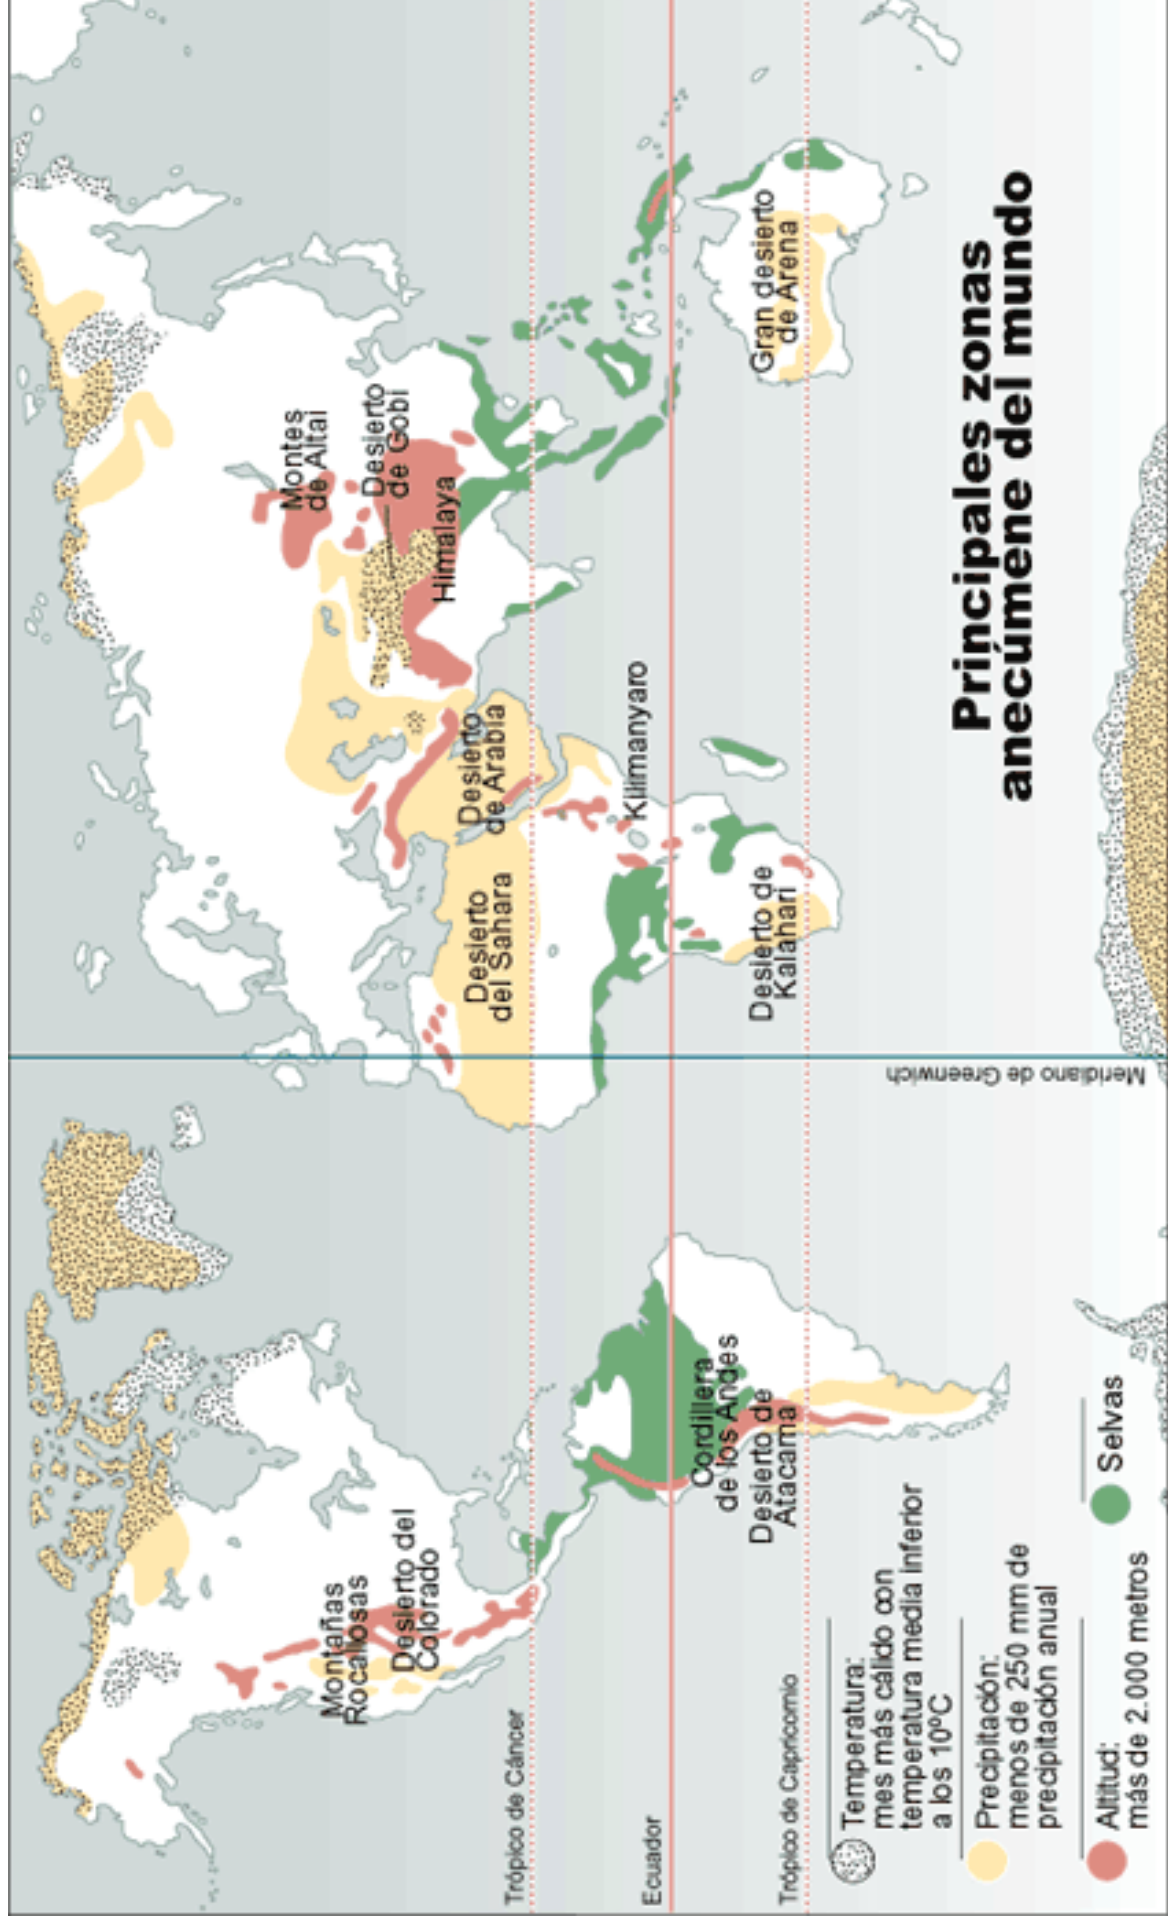 Montes
de Altai
Desierto
de Gobi
Himalaya
Montañas
Rocallosas
Desierto del
Colorado
Desierto
de Arabia
Desierto
del Sahara
Trópico de Cáncer
Kilimanyaro
Ecuador
Cordillera
de los Andes
Desierto de
Atacama
Desierto de
Kalahari
Gran desierto
de Arena
Trópico de Capricornio
Meridiano de Greenwich
Principales zonas
anecúmene del mundo
Temperatura:
mes más cálido con
temperatura media inferior
a los 10ºC
Precipitación:
menos de 250 mm de
precipitación anual
Altitud:
más de 2.000 metros
Selvas